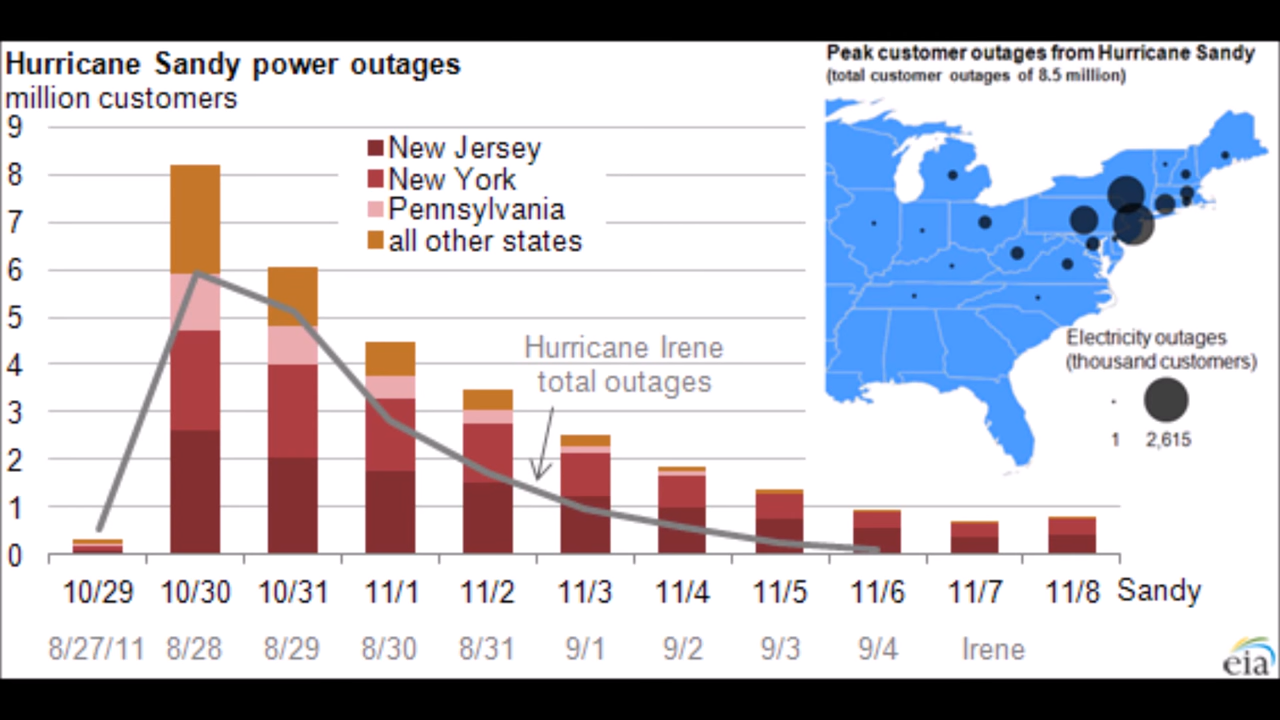 Hurricane Sandy power outages
million customers
9
8
7
6
5
4
3
2
1
0
New Jersey
New York
Pennsylvania
all other states
Hurricane Irene
total outages
10/29 10/30 10/31 11/1 11/2 11/3 11/4 11/5 11/6 11/7 11/8 Sandy
8/27/11 8/28 8/29 8/30 8/31 9/1 9/2 9/3 9/4 Irene
Peak customer outages from Hurricane Sandy
(total customer outages of 8.5 million)
Electricity outages
(thousand customers)
1 2,615
eia